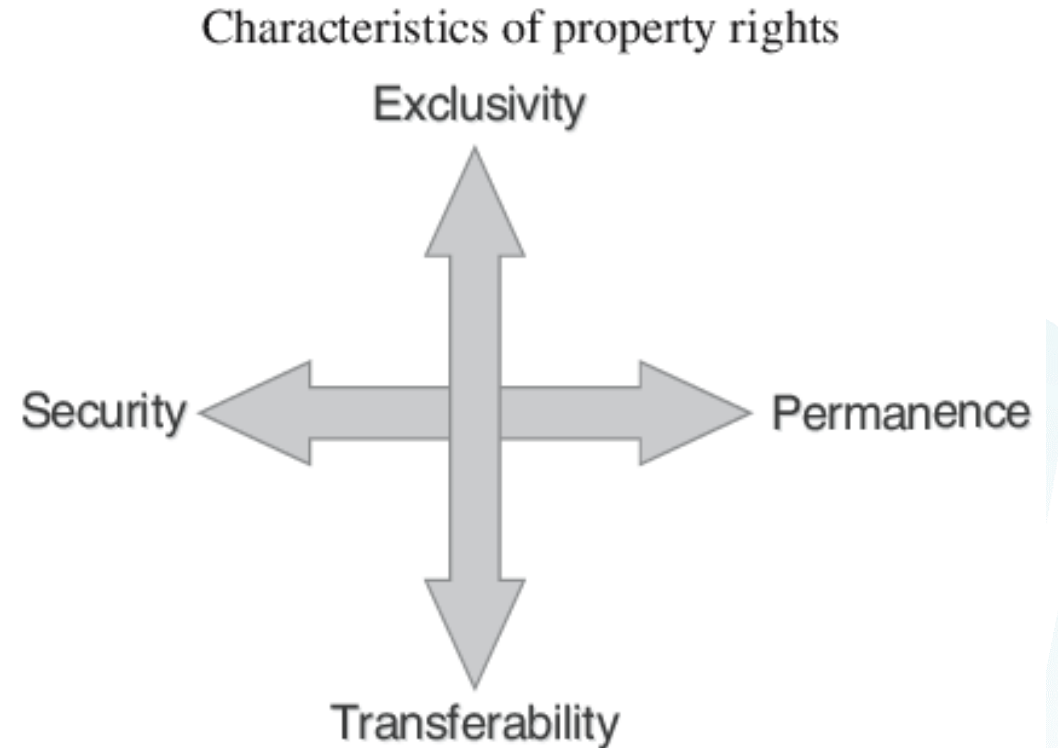 Characteristics of property rights
Exclusivity
Security
Permanence
Transferability